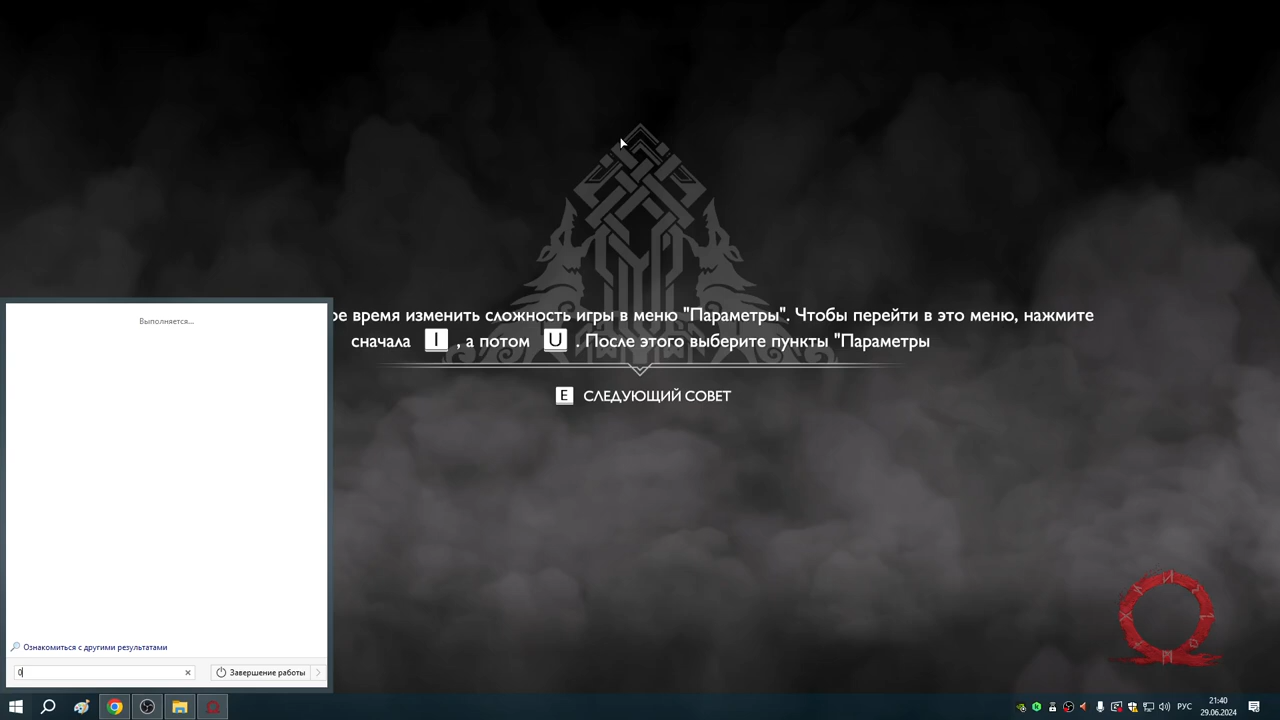 ое время изменить сложность игры в меню "Параметры". Чтобы перейти в это меню, нажмите
сначала I , а потом U . После этого выберите пункты "Параметры
E СЛЕДУЮЩИЙ СОВЕТ
Выполняется...
Ознакомиться с другими результатами
0
Завершение работы
РУС
21:40
29.06.2024